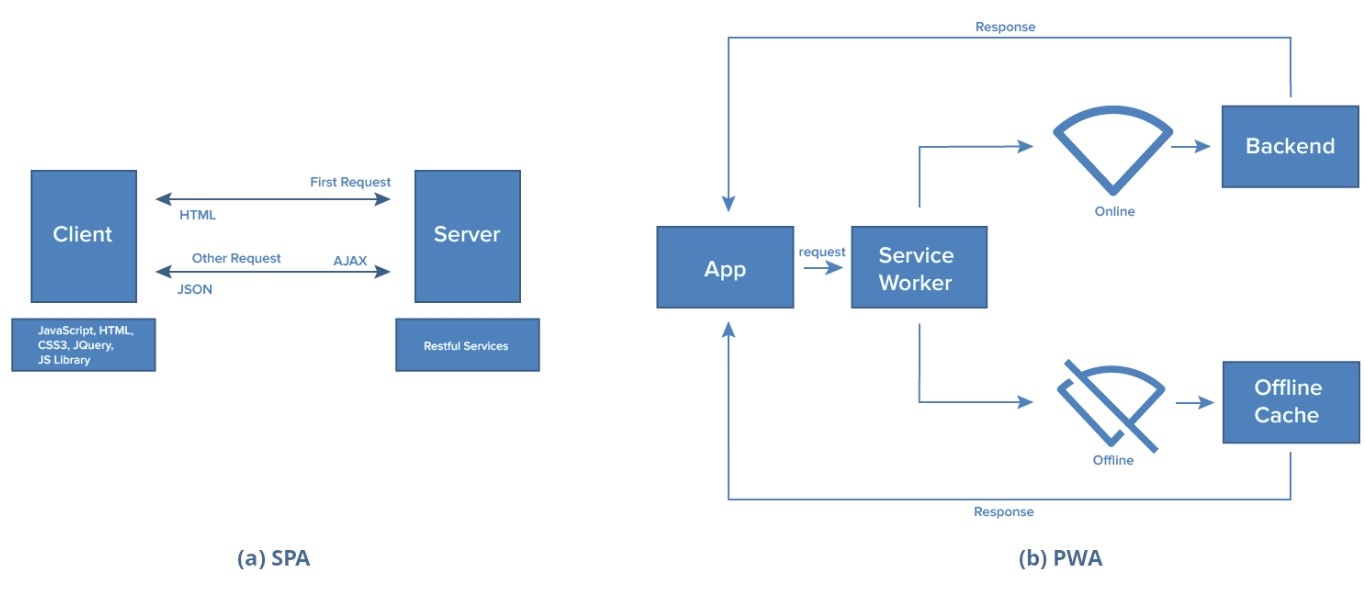 Client
First Request
HTML
Other Request
AJAX
JSON
Server
JavaScript, HTML,
CSS3, JQuery,
JS Library
Restful Services
(a) SPA
Response
App
request
Service
Worker
Online
Backend
Offline
Offline
Cache
Response
(b) PWA